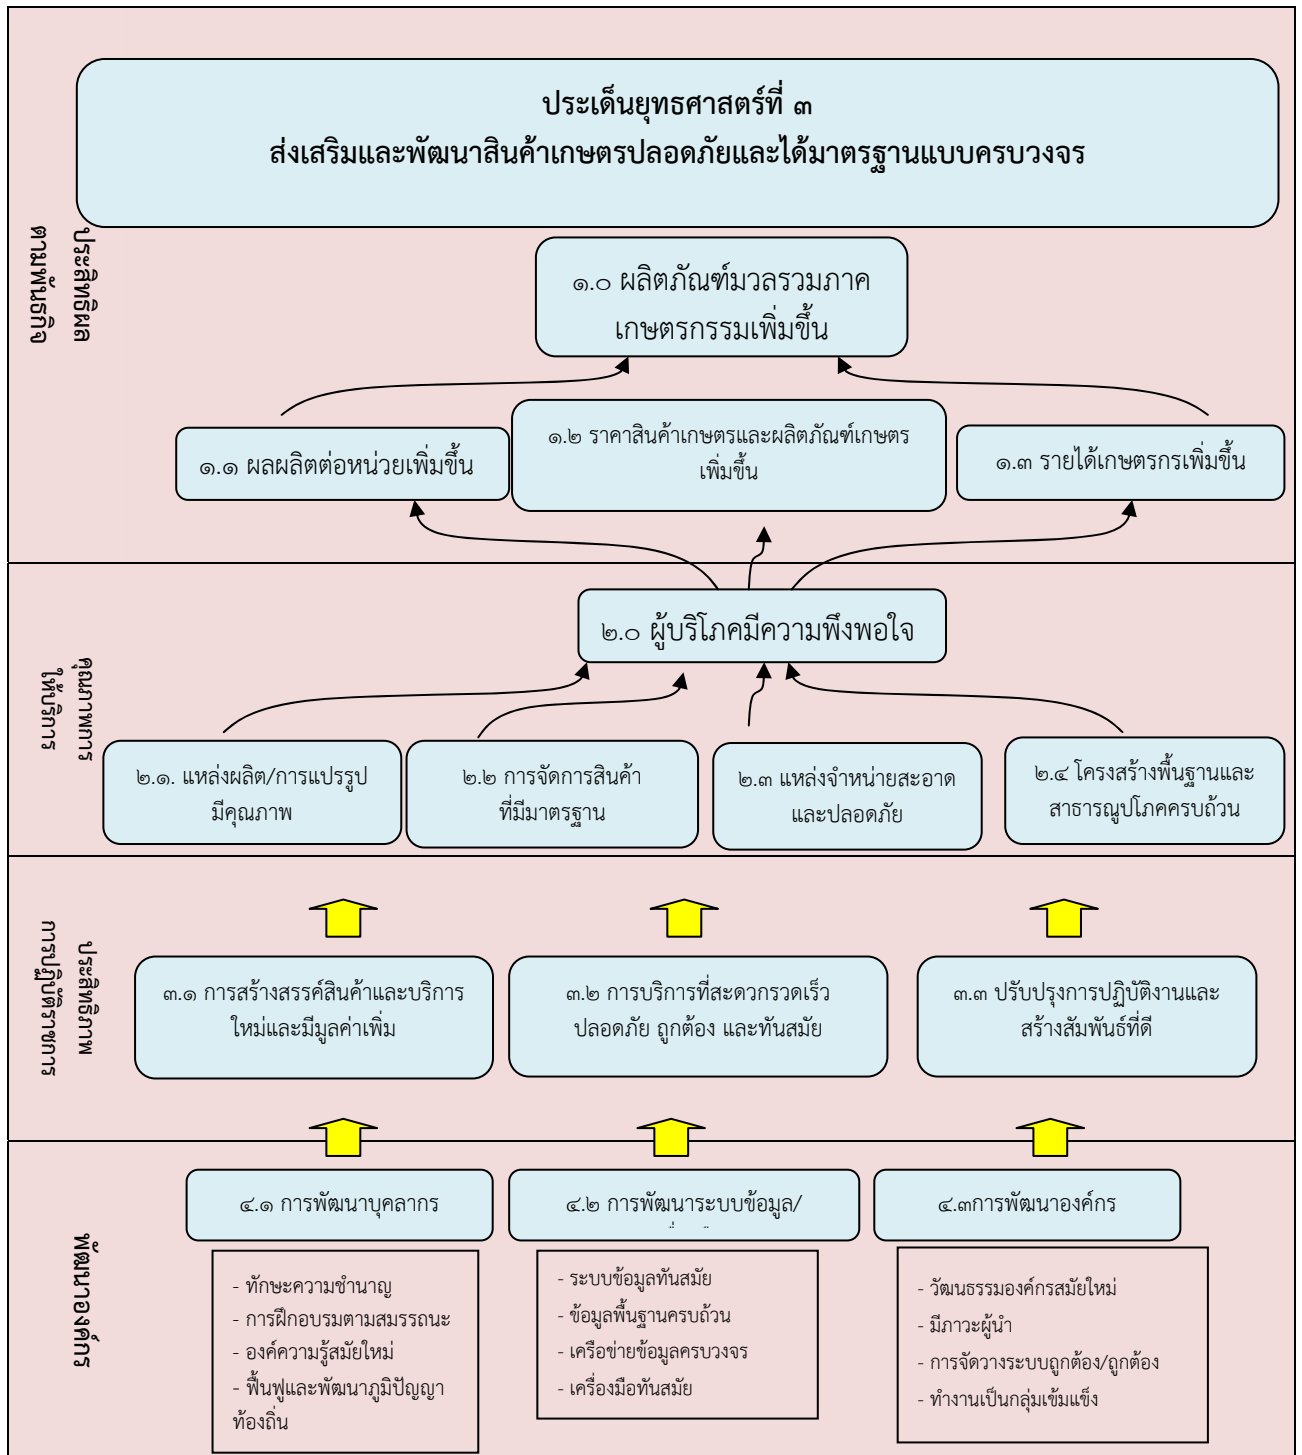 ประเด็นยุทธศาสตร์ที่ ๓
ส่งเสริมและพัฒนาสินค้าเกษตรปลอดภัยและได้มาตรฐานแบบครบวงจร
ประสิทธิผล
ตามพันธกิจ
๑.๐ ผลิตภัณฑ์มวลรวมภาค
เกษตรกรรมเพิ่มขึ้น
๑.๑ ผลผลิตต่อหน่วยเพิ่มขึ้น
๑.๒ ราคาสินค้าเกษตรและผลิตภัณฑ์เกษตร
เพิ่มขึ้น
๑.๓ รายได้เกษตรกรเพิ่มขึ้น
คุณภาพการ
ให้บริการ
๒.๐ ผู้บริโภคมีความพึงพอใจ
๒.๑. แหล่งผลิต/การแปรรูป
มีคุณภาพ
๒.๒ การจัดการสินค้า
ที่มีมาตรฐาน
๒.๓ แหล่งจำหน่ายสะอาด
และปลอดภัย
๒.๔ โครงสร้างพื้นฐานและ
สาธารณูปโภคครบถ้วน
ประสิทธิภาพ
การปฏิบัติราชการ
๓.๑ การสร้างสรรค์สินค้าและบริการ
ใหม่และมีมูลค่าเพิ่ม
๓.๒ การบริการที่สะดวกรวดเร็ว
ปลอดภัย ถูกต้อง และทันสมัย
๓.๓ ปรับปรุงการปฏิบัติงานและ
สร้างสัมพันธ์ที่ดี
พัฒนาองค์กร
๔.๑ การพัฒนาบุคลากร
- ทักษะความชำนาญ
- การฝึกอบรมตามสมรรถนะ
- องค์ความรู้สมัยใหม่
- ฟื้นฟูและพัฒนาภูมิปัญญา
ท้องถิ่น
๔.๒ การพัฒนาระบบข้อมูล/
- ระบบข้อมูลทันสมัย
- ข้อมูลพื้นฐานครบถ้วน
- เครือข่ายข้อมูลครบวงจร
- เครื่องมือทันสมัย
๔.๓การพัฒนาองค์กร
- วัฒนธรรมองค์กรสมัยใหม่
- มีภาวะผู้นำ
- การจัดวางระบบถูกต้อง/ถูกต้อง
- ทำงานเป็นกลุ่มเข้มแข็ง